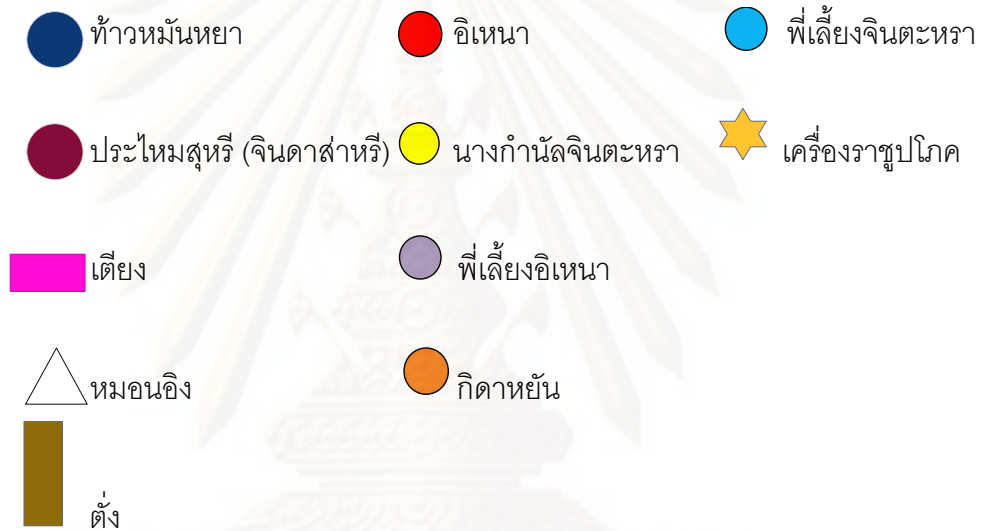 ท้าวหมันหยา
อิเหนา
พี่เลี้ยงจินตะหรา
ประไหมสุหรี (จินดาส่าหรี)
นางกำนัลจินตะหรา
เครื่องราชูปโภค
เตียง
พี่เลี้ยงอิเหนา
หมอนอิง
กิดาหยัน
ตั่ง